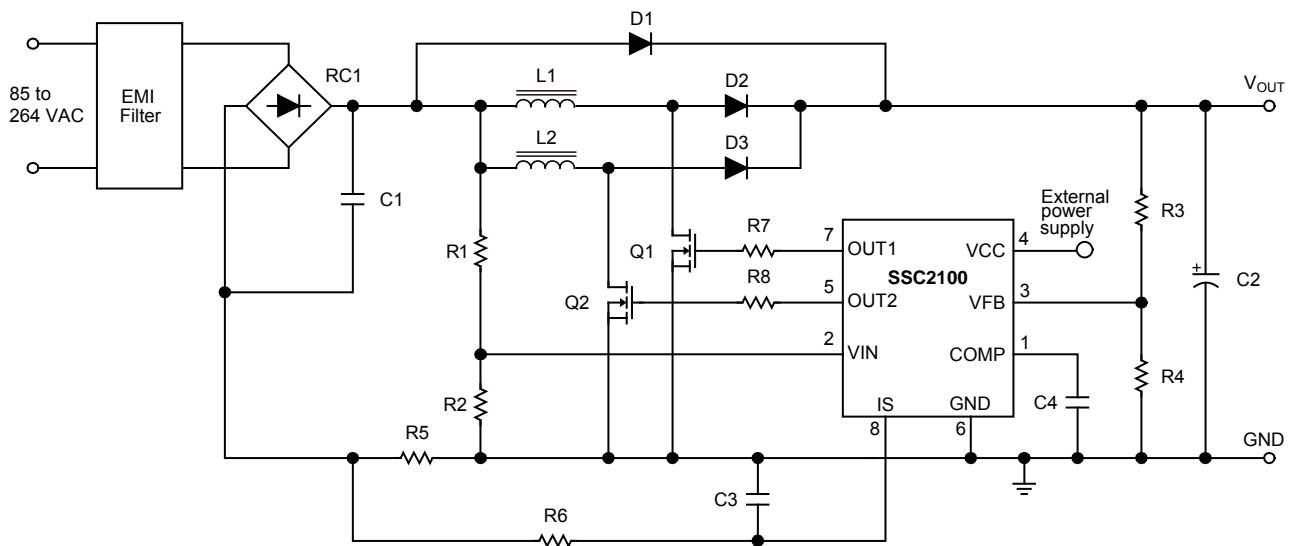 D1
RC1
L1
D2
V_OUT
85 to
264 VAC
EMI
Filter
L2
D3
C1
External
power
supply
R3
R1
Q1
R7
7
OUT1
VCC
4
SSC2100
R8
5
OUT2
VFB
3
C2
+
Q2
2
VIN
COMP
1
R2
R4
IS
GND
C4
8
6
R5
GND
C3
R6